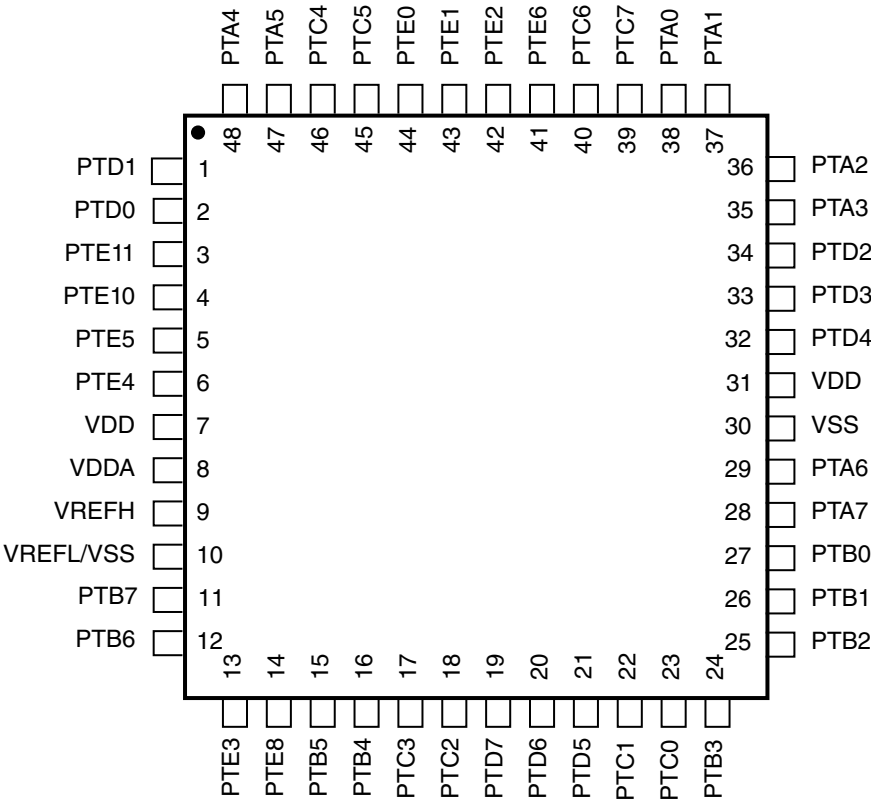 PTA4 PTA5 PTC4 PTC5 PTE0 PTE1 PTE2 PTE6 PTC6 PTC7 PTA0 PTA1
48 47 46 45 44 43 42 41 40 39 38 37
PTD1 1 36 PTA2
PTD0 2 35 PTA3
PTE11 3 34 PTD2
PTE10 4 33 PTD3
PTE5 5 32 PTD4
PTE4 6 31 VDD
VDD 7 30 VSS
VDDA 8 29 PTA6
VREFH 9 28 PTA7
VREFL/VSS 10 27 PTB0
PTB7 11 26 PTB1
PTB6 12 25 PTB2
13 14 15 16 17 18 19 20 21 22 23 24
PTE3 PTE8 PTB5 PTB4 PTC3 PTC2 PTD7 PTD6 PTD5 PTC1 PTC0 PTB3